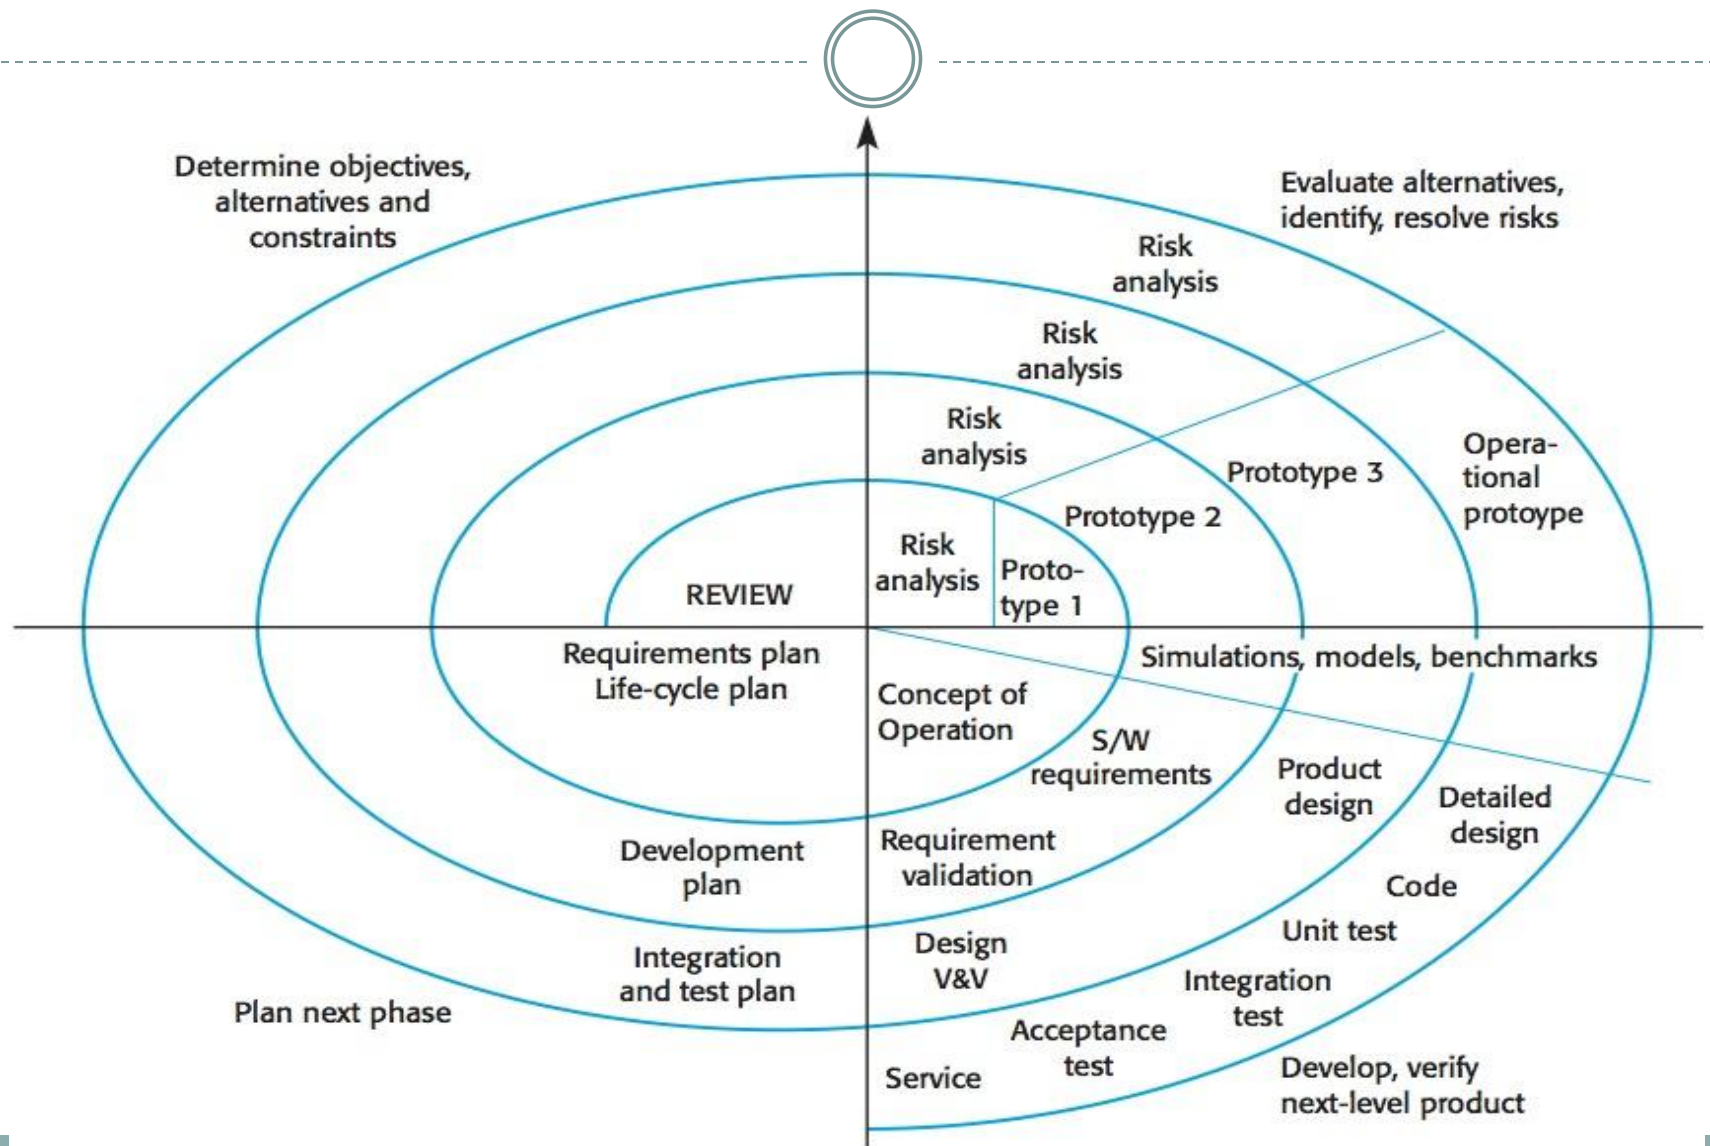 Determine objectives,
alternatives and
constraints
Evaluate alternatives,
identify, resolve risks
Risk
analysis
Risk
analysis
Risk
analysis
Risk
analysis
Proto-
type 1
Prototype 2
Prototype 3
Opera-
tional
protoype
REVIEW
Requirements plan
Life-cycle plan
Simulations, models, benchmarks
Concept of
Operation
S/W
requirements
Product
design
Detailed
design
Development
plan
Requirement
validation
Code
Unit test
Integration
and test plan
Design
V&V
Integration
test
Plan next phase
Acceptance
test
Service
Develop, verify
next-level product